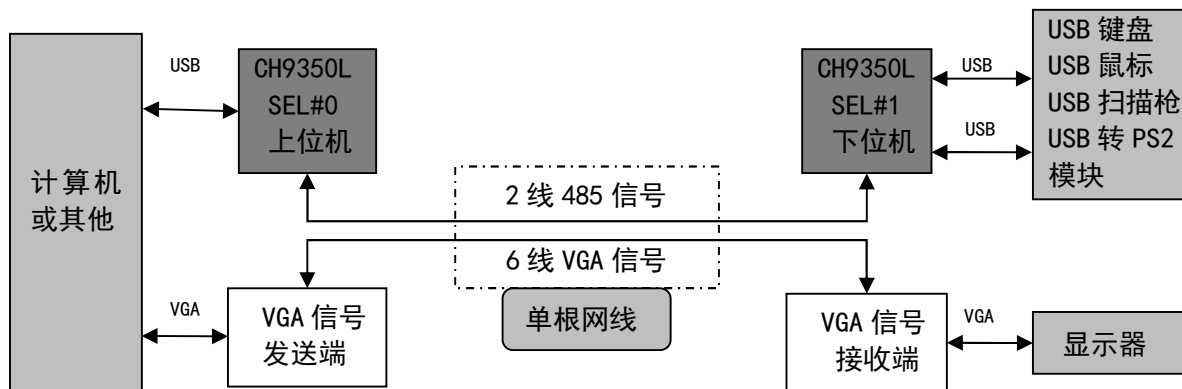 计算机
或其他
USB
CH9350L
SEL#0
上位机
CH9350L
SEL#1
下位机
USB
USB
USB 键盘
USB 鼠标
USB 扫描枪
USB 转 PS2
模块
2 线 485 信号
6 线 VGA 信号
单根网线
VGA
VGA 信号
发送端
VGA 信号
接收端
VGA
显示器